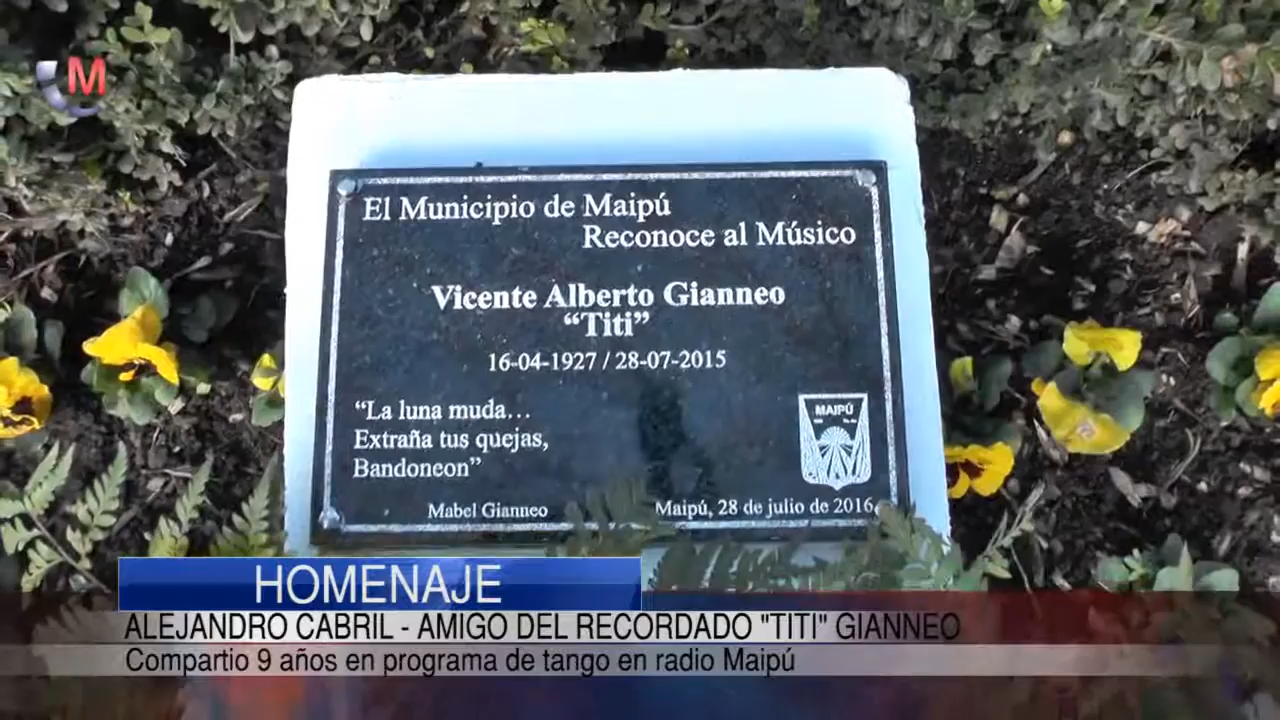 M
El Municipio de Maipú
Reconoce al Músico
Vicente Alberto Gianneo
“Titi”
16-04-1927 / 28-07-2015
“La luna muda…
Extraña tus quejas,
Bandoneon”
MAIPÚ
Mabel Gianneo
Maipú, 28 de julio de 2016
HOMENAJE
ALEJANDRO CABRIL - AMIGO DEL RECORDADO "TITI" GIANNEO
Compartio 9 años en programa de tango en radio Maipú